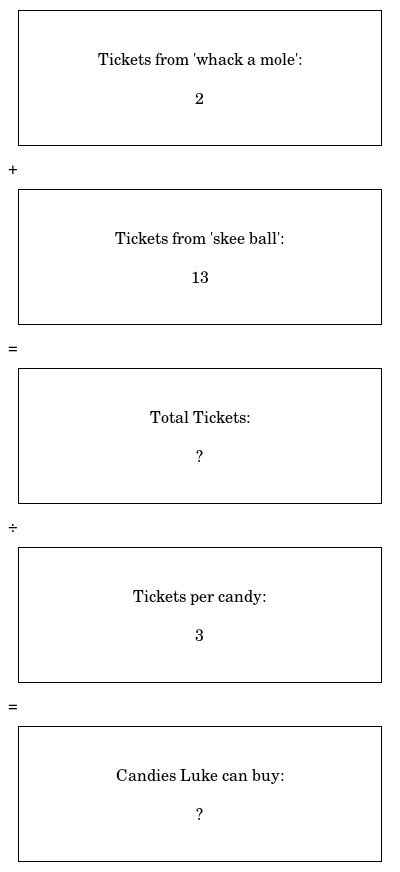 Tickets from 'whack a mole':
2
+
Tickets from 'skee ball':
13
=
Total Tickets:
?
÷
Tickets per candy:
3
=
Candies Luke can buy:
?